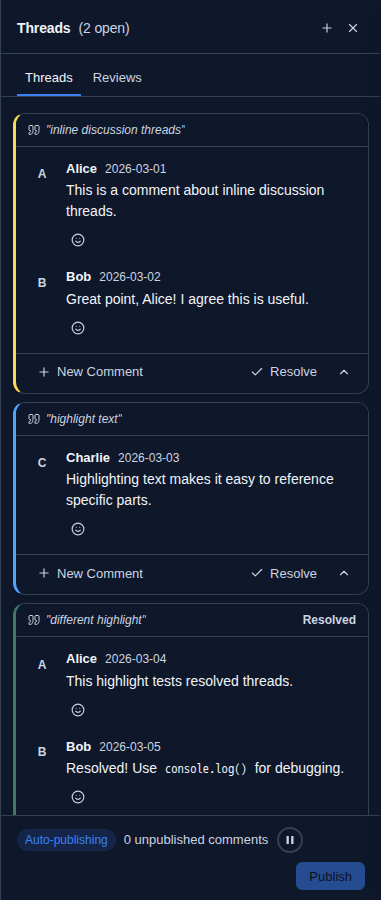 Threads (2 open)
Threads Reviews
"inline discussion threads"
A Alice 2026-03-01
This is a comment about inline discussion
threads.
B Bob 2026-03-02
Great point, Alice! I agree this is useful.
New Comment Resolve
"highlight text"
C Charlie 2026-03-03
Highlighting text makes it easy to reference
specific parts.
New Comment Resolve
"different highlight" Resolved
A Alice 2026-03-04
This highlight tests resolved threads.
B Bob 2026-03-05
Resolved! Use console.log() for debugging.
Auto-publishing 0 unpublished comments
Publish